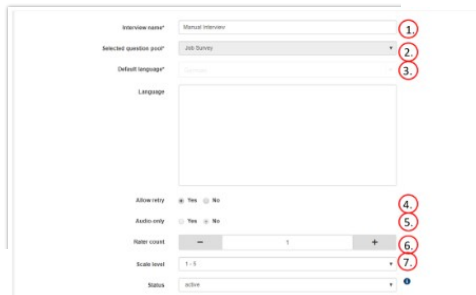 Interview name* Manual Interview 1.
Selected question pool* Job Survey 2.
Default language* 3.
Language
Allow retry Yes No 4.
Audio-only Yes No 5.
Rater count − 1 + 6.
Scale level 1 - 5 7.
Status active